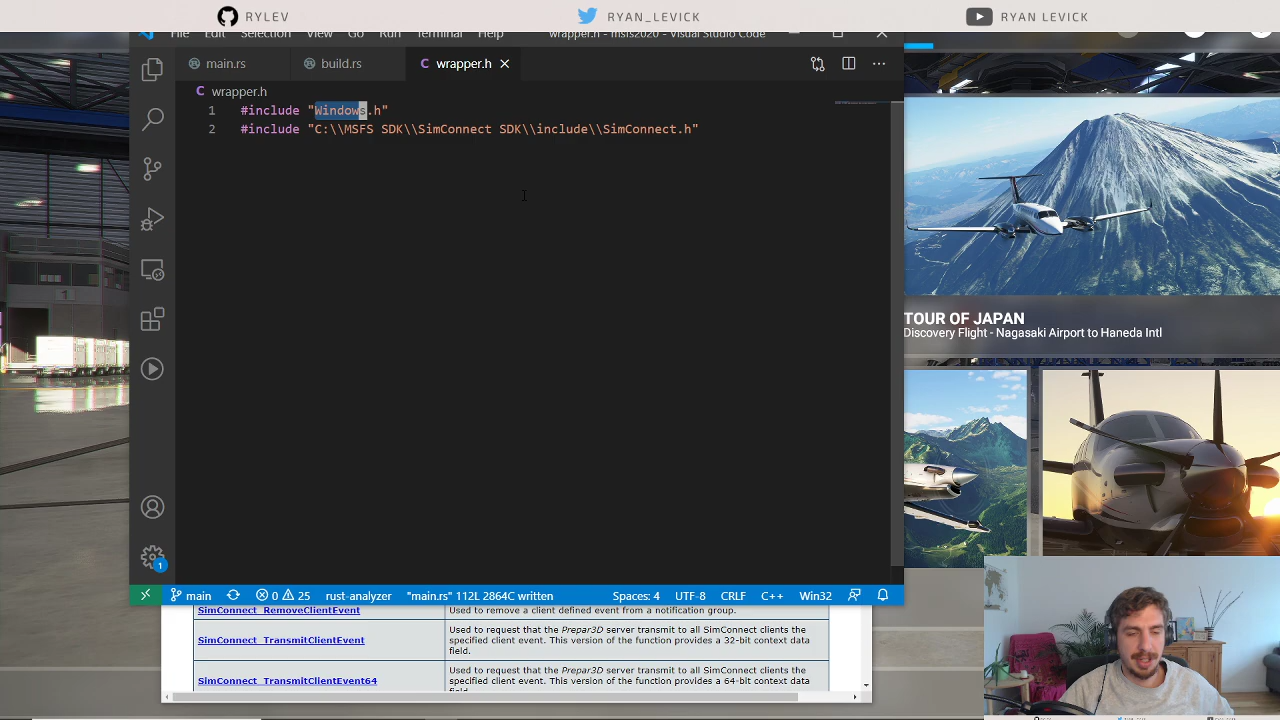 RYLEV
RYAN_LEVICK
RYAN LEVICK
File Edit Selection View Go Run Terminal Help
wrapper.h - msfs2020 - Visual Studio Code
main.rs
build.rs
C wrapper.h
C wrapper.h
1 #include "Windows.h"
2 #include "C:\\MSFS SDK\\SimConnect SDK\\include\\SimConnect.h"
TOUR OF JAPAN
Discovery Flight - Nagasaki Airport to Haneda Intl
1
1
main 0 25 rust-analyzer "main.rs" 112L 2864C written Spaces: 4 UTF-8 CRLF C++ Win32
SimConnect_RemoveClientEvent
Used to remove a client defined event from a notification group.
SimConnect_TransmitClientEvent
Used to request that the Prepar3D server transmit to all SimConnect clients the
specified client event. This version of the function provides a 32-bit context data
field.
SimConnect_TransmitClientEvent64
Used to request that the Prepar3D server transmit to all SimConnect clients the
specified client event. This version of the function provides a 64-bit context data